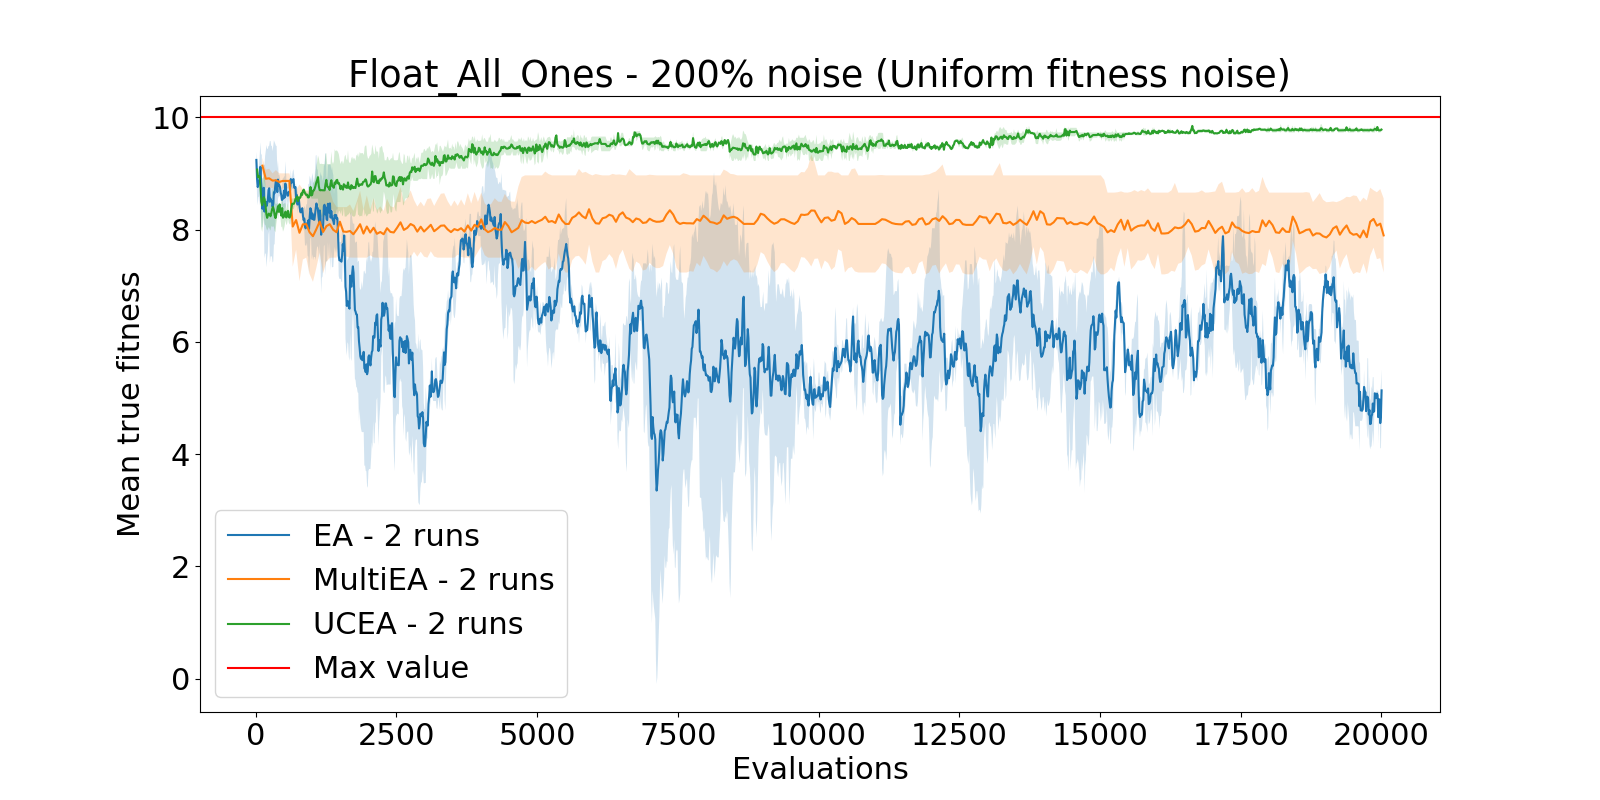 Float_All_Ones - 200% noise (Uniform fitness noise)
Mean true fitness
10
8
6
4
2
0
EA - 2 runs
MultiEA - 2 runs
UCEA - 2 runs
Max value
0 2500 5000 7500 10000 12500 15000 17500 20000
Evaluations